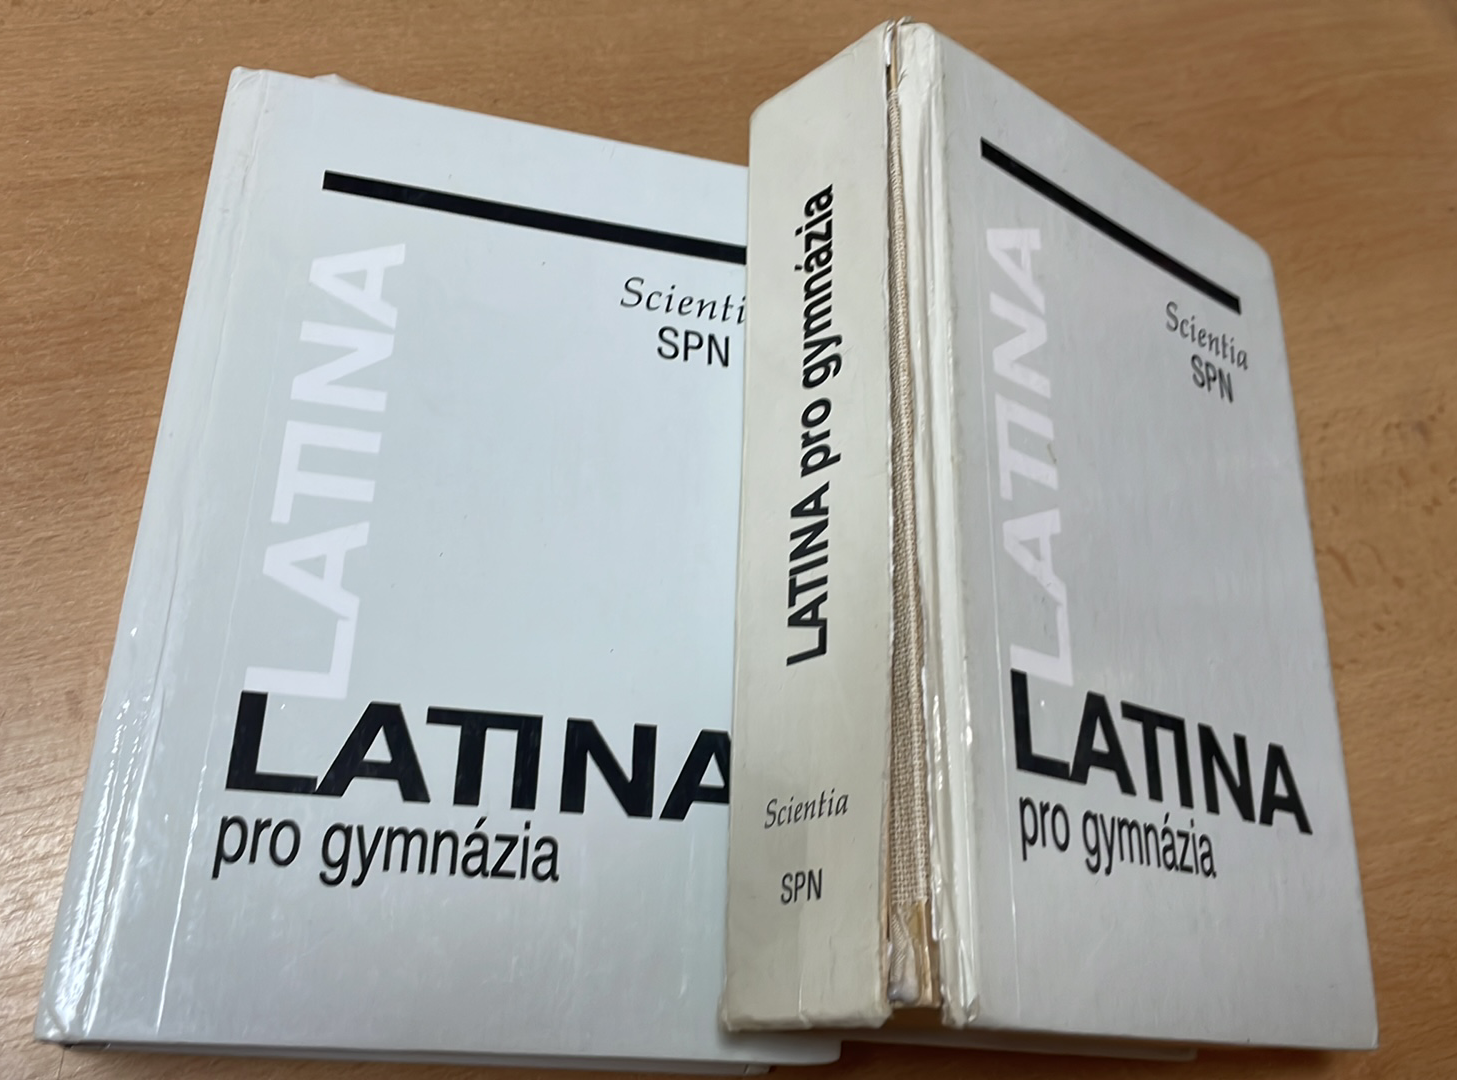 LATINA
Scienti
SPN
LATINA
pro gymnázia
LATINA pro gymnázia
Scientia
SPN
LATINA
Scientia
SPN
LATINA
pro gymnázia